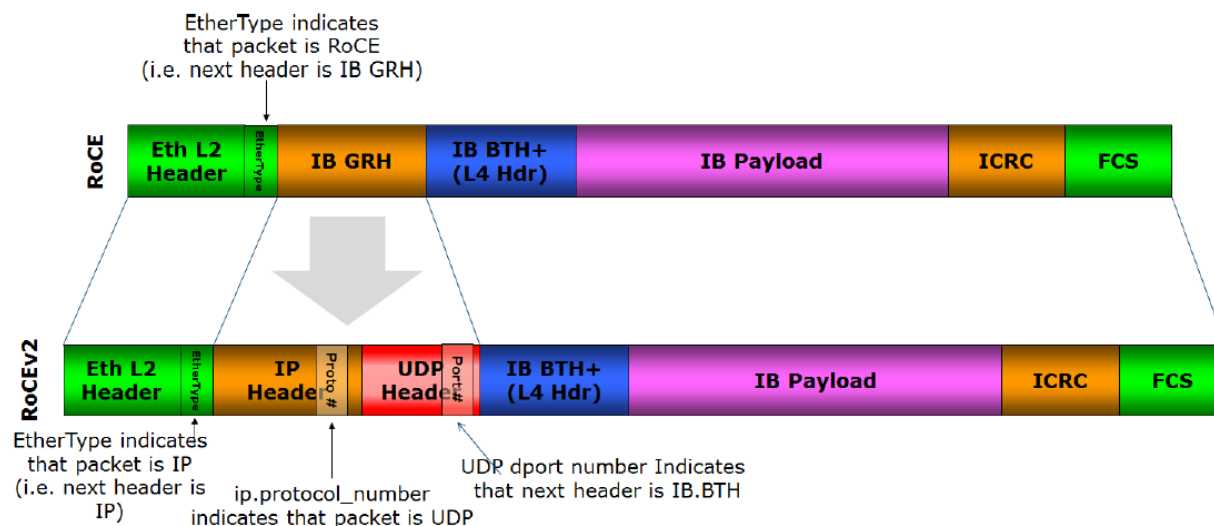 EtherType indicates
that packet is RoCE
(i.e. next header is IB GRH)
RoCE
Eth L2
Header
EtherType
IB GRH
IB BTH+
(L4 Hdr)
IB Payload
ICRC
FCS
RoCEv2
Eth L2
Header
EtherType
IP
Header
Proto #
UDP
Header
Port#
IB BTH+
(L4 Hdr)
IB Payload
ICRC
FCS
EtherType indicates
that packet is IP
(i.e. next header is
IP)
ip.protocol_number
indicates that packet is UDP
UDP dport number Indicates
that next header is IB.BTH